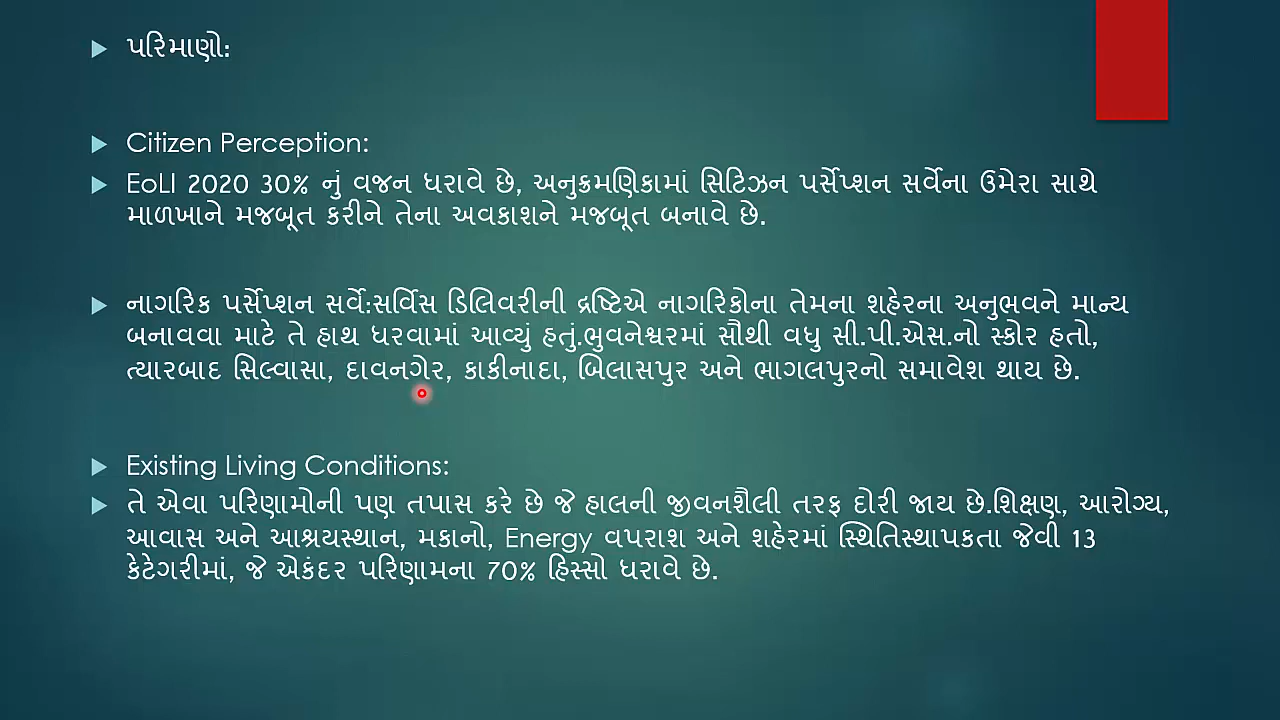 પરિમાણો:
Citizen Perception:
EoLI 2020 30% નું વજન ધરાવે છે, અનુક્રમણિકામાં સિટિઝન પર્સેપ્શન સર્વેના ઉમેરા સાથે
માળખાને મજબૂત કરીને તેના અવકાશને મજબૂત બનાવે છે.
નાગરિક પર્સેપ્શન સર્વે:સર્વિસ ડિલિવરીની દ્રષ્ટિએ નાગરિકોના તેમના શહેરના અનુભવને માન્ય
બનાવવા માટે તે હાથ ધરવામાં આવ્યું હતું.ભુવનેશ્વરમાં સૌથી વધુ સી.પી.એસ.નો સ્કોર હતો,
ત્યારબાદ સિલ્વાસા, દાવનગેર, કાકીનાદા, બિલાસપુર અને ભાગલપુરનો સમાવેશ થાય છે.
Existing Living Conditions:
તે એવા પરિણામોની પણ તપાસ કરે છે જે હાલની જીવનશૈલી તરફ દોરી જાય છે.શિક્ષણ, આરોગ્ય,
આવાસ અને આશ્રયસ્થાન, મકાનો, Energy વપરાશ અને શહેરમાં સ્થિતિસ્થાપકતા જેવી 13
કેટેગરીમાં, જે એકંદર પરિણામના 70% હિસ્સો ધરાવે છે.